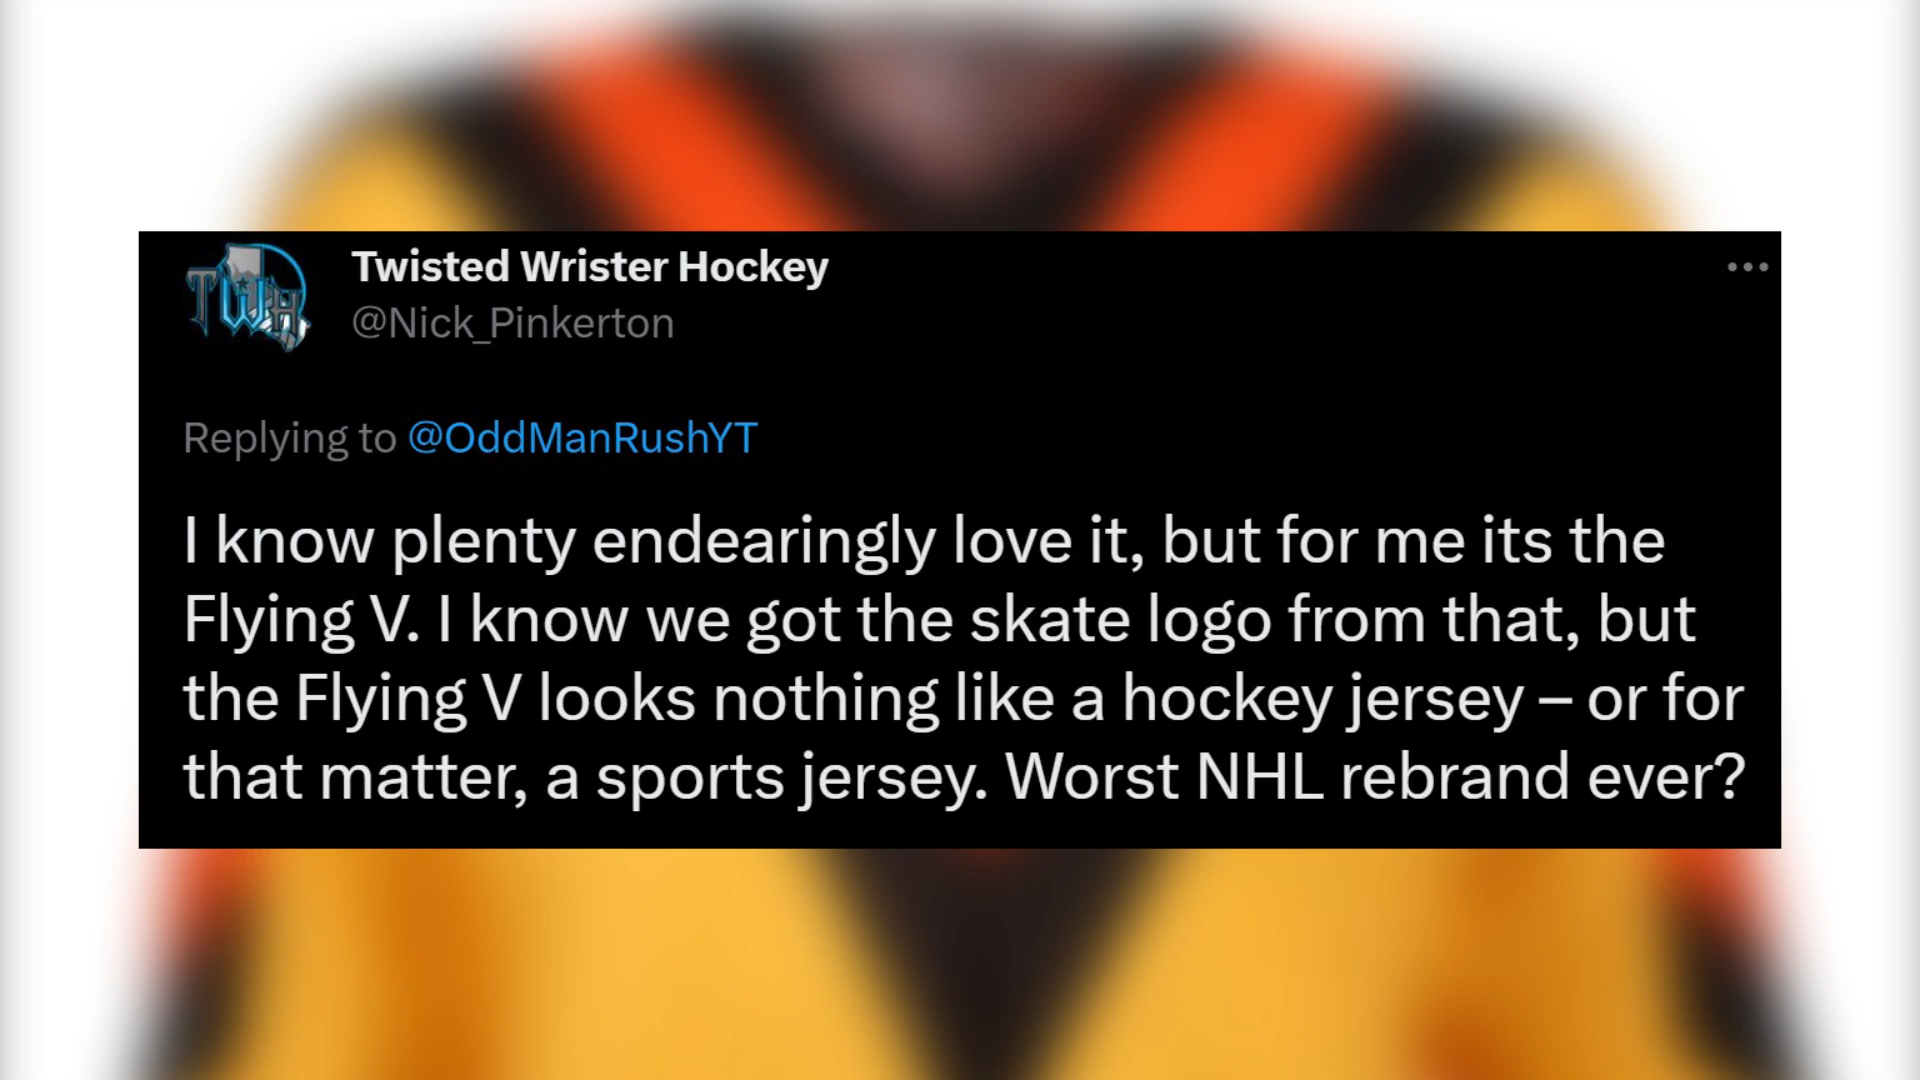 TWH
Twisted Wrister Hockey
@Nick_Pinkerton
Replying to @OddManRushYT
I know plenty endearingly love it, but for me its the
Flying V. I know we got the skate logo from that, but
the Flying V looks nothing like a hockey jersey – or for
that matter, a sports jersey. Worst NHL rebrand ever?